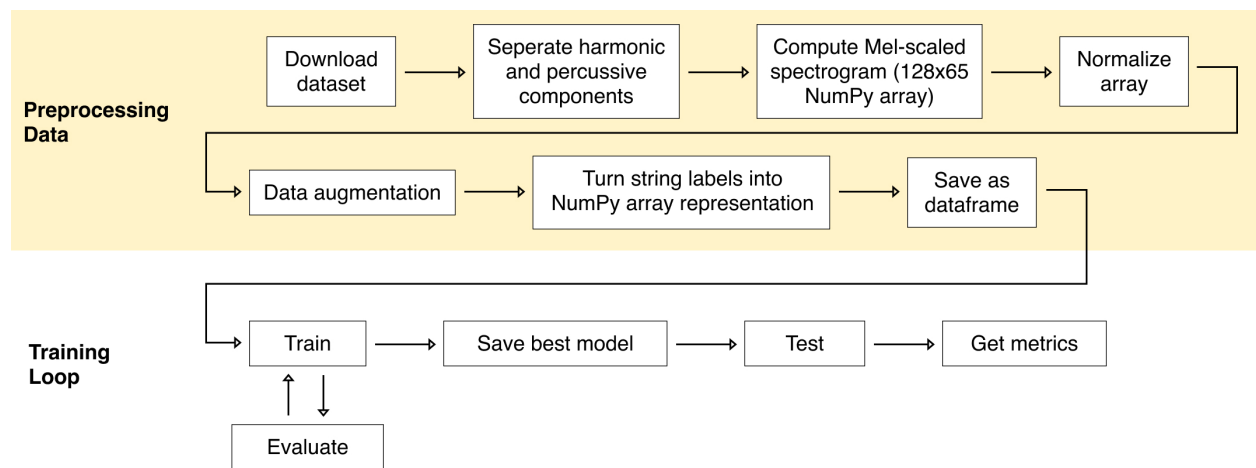 Preprocessing
Data
Download
dataset
Seperate harmonic
and percussive
components
Compute Mel-scaled
spectrogram (128x65
NumPy array)
Normalize
array
Data augmentation
Turn string labels into
NumPy array representation
Save as
dataframe
Training
Loop
Train
Save best model
Test
Get metrics
Evaluate